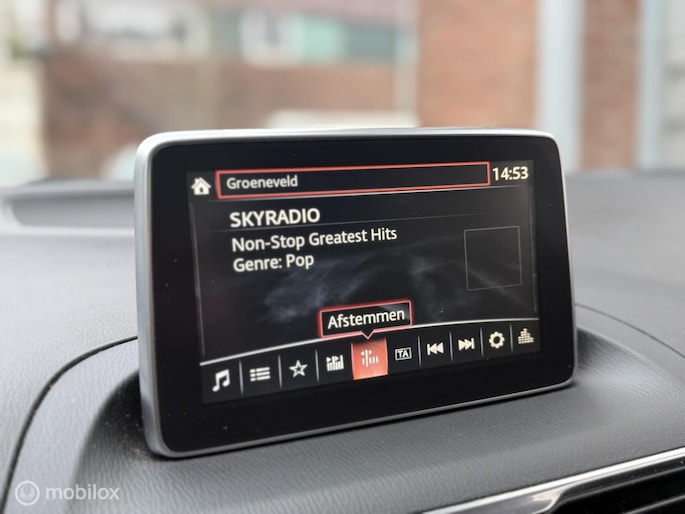 Groeneveld
14:53
SKYRADIO
Non-Stop Greatest Hits
Genre: Pop
Afstemmen
TA
mobilox